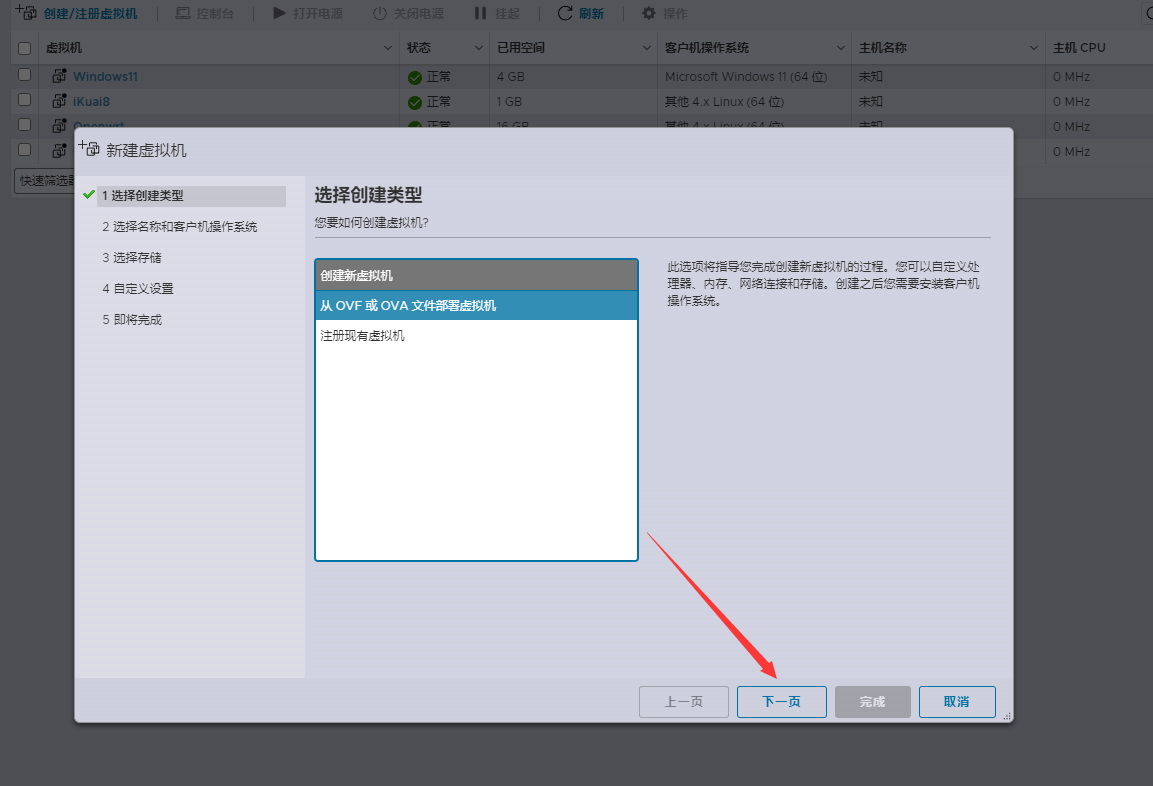 创建/注册虚拟机 控制台 打开电源 关闭电源 挂起 刷新 操作
虚拟机 状态 已用空间 客户机操作系统 主机名称 主机 CPU
Windows11 正常 4 GB Microsoft Windows 11 (64 位) 未知 0 MHz
iKuai8 正常 1 GB 其他 4.x Linux (64 位) 未知 0 MHz
Openwrt 正常 16 GB 其他 4.x Linux (64 位) 未知 0 MHz
0 MHz
快速筛选器
新建虚拟机
1 选择创建类型
2 选择名称和客户机操作系统
3 选择存储
4 自定义设置
5 即将完成
选择创建类型
您要如何创建虚拟机?
创建新虚拟机
从 OVF 或 OVA 文件部署虚拟机
注册现有虚拟机
此选项将指导您完成创建新虚拟机的过程。您可以自定义处
理器、内存、网络连接和存储。创建之后您需要安装客户机
操作系统。
上一页 下一页 完成 取消